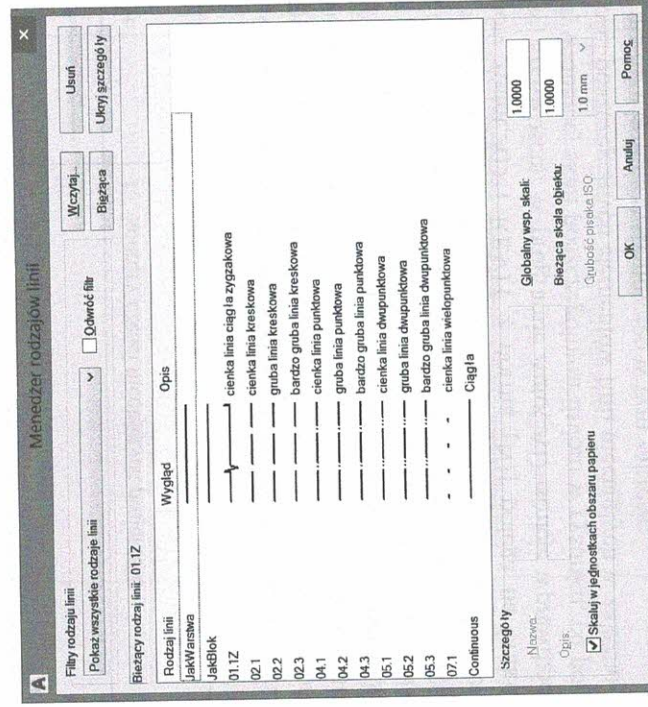 A Menedżer rodzajów linii ×
Filtry rodzaju linii
Pokaż wszystkie rodzaje linii
Odwróć filtr
Wczytaj... Usuń
Bieżąca Ukryj szczegóły
Bieżący rodzaj linii: 01.1Z
Rodzaj linii Wygląd Opis
JakWarstwa
JakBlok
01.1Z cienka linia ciągła zygzakowa
02.1 cienka linia kreskowa
02.2 gruba linia kreskowa
02.3 bardzo gruba linia kreskowa
04.1 cienka linia punktowa
04.2 gruba linia punktowa
04.3 bardzo gruba linia punktowa
05.1 cienka linia dwupunktowa
05.2 gruba linia dwupunktowa
05.3 bardzo gruba linia dwupunktowa
07.1 cienka linia wielopunktowa
Continuous Ciągła
Szczegóły
Nazwa: Globalny wsp. skali: 1.0000
Opis: Bieżąca skala obiektu: 1.0000
Skaluj w jednostkach obszaru papieru Grubość pisaka ISO 1.0 mm
OK Anuluj Pomoc